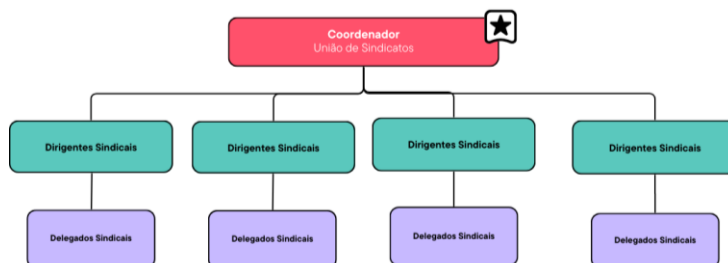 Coordenador
União de Sindicatos
Dirigentes Sindicais
Dirigentes Sindicais
Dirigentes Sindicais
Dirigentes Sindicais
Delegados Sindicais
Delegados Sindicais
Delegados Sindicais
Delegados Sindicais